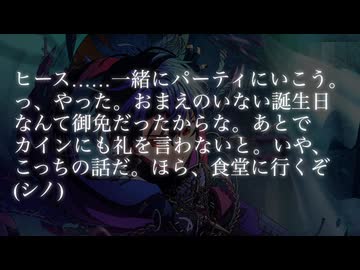 ヒース……一緒にパーティにいこう。
っ、やった。おまえのいない誕生日
なんて御免だったからな。あとで
カインにも礼を言わないと。いや、
こっちの話だ。ほら、食堂に行くぞ
(シノ)